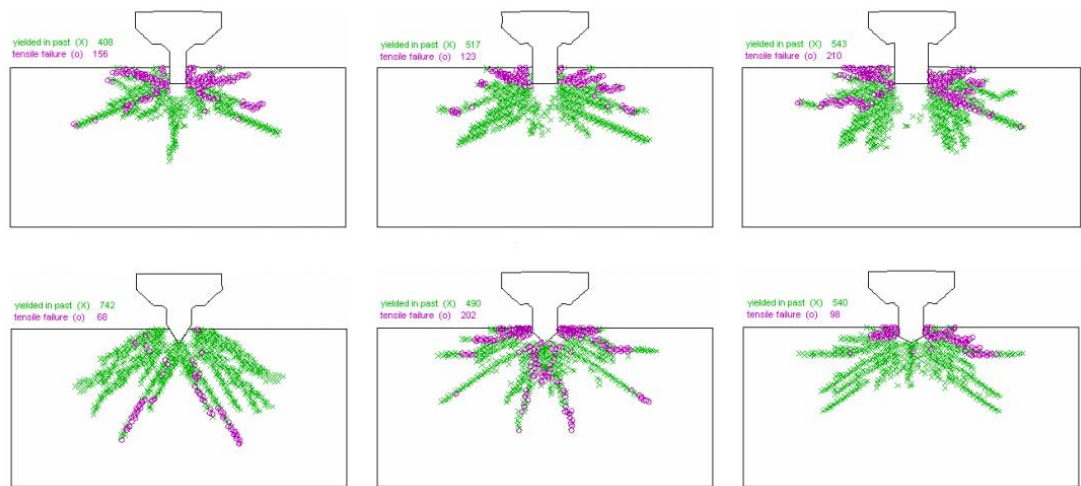 yielded in past (X) 408
tensile failure (o) 156
yielded in past (X) 517
tensile failure (o) 123
yielded in past (X) 543
tensile failure (o) 210
yielded in past (X) 742
tensile failure (o) 68
yielded in past (X) 490
tensile failure (o) 202
yielded in past (X) 540
tensile failure (o) 98